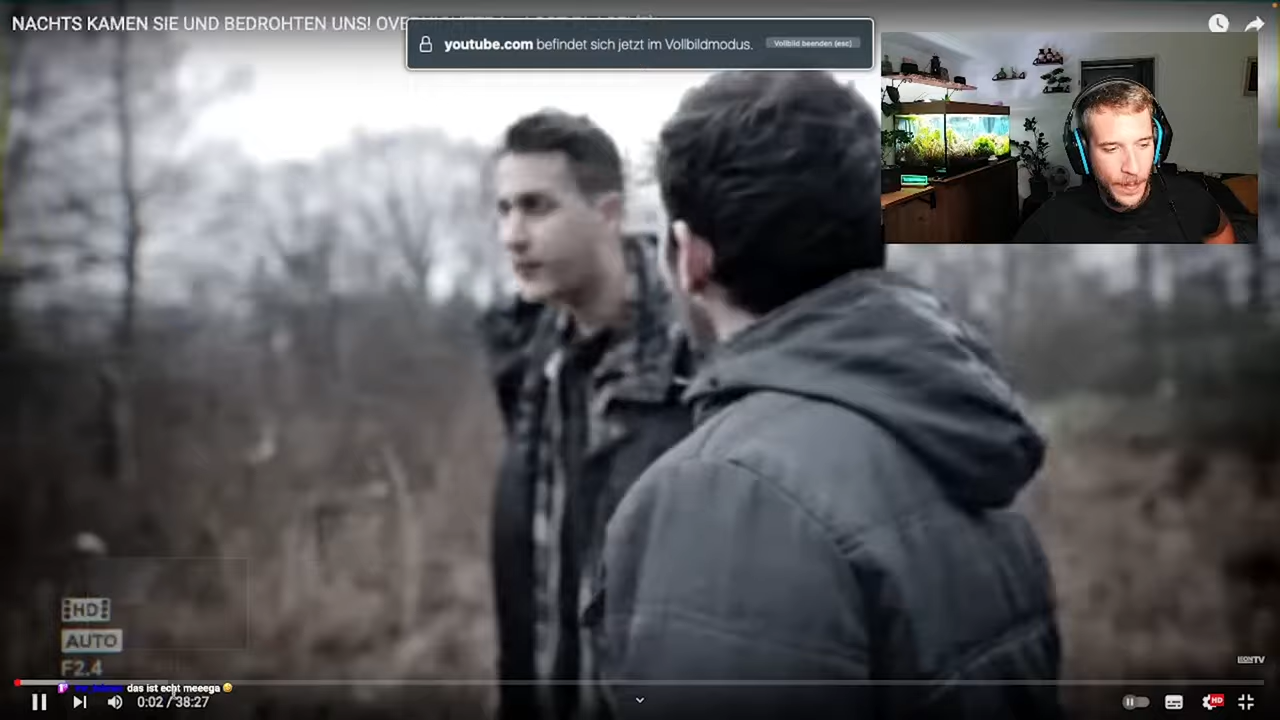 NACHTS KAMEN SIE UND BEDROHTEN UNS!
youtube.com befindet sich jetzt im Vollbildmodus. Vollbild beenden (esc)
HD
AUTO
F2.4
das ist echt meeega
0:02 / 38:27
HD